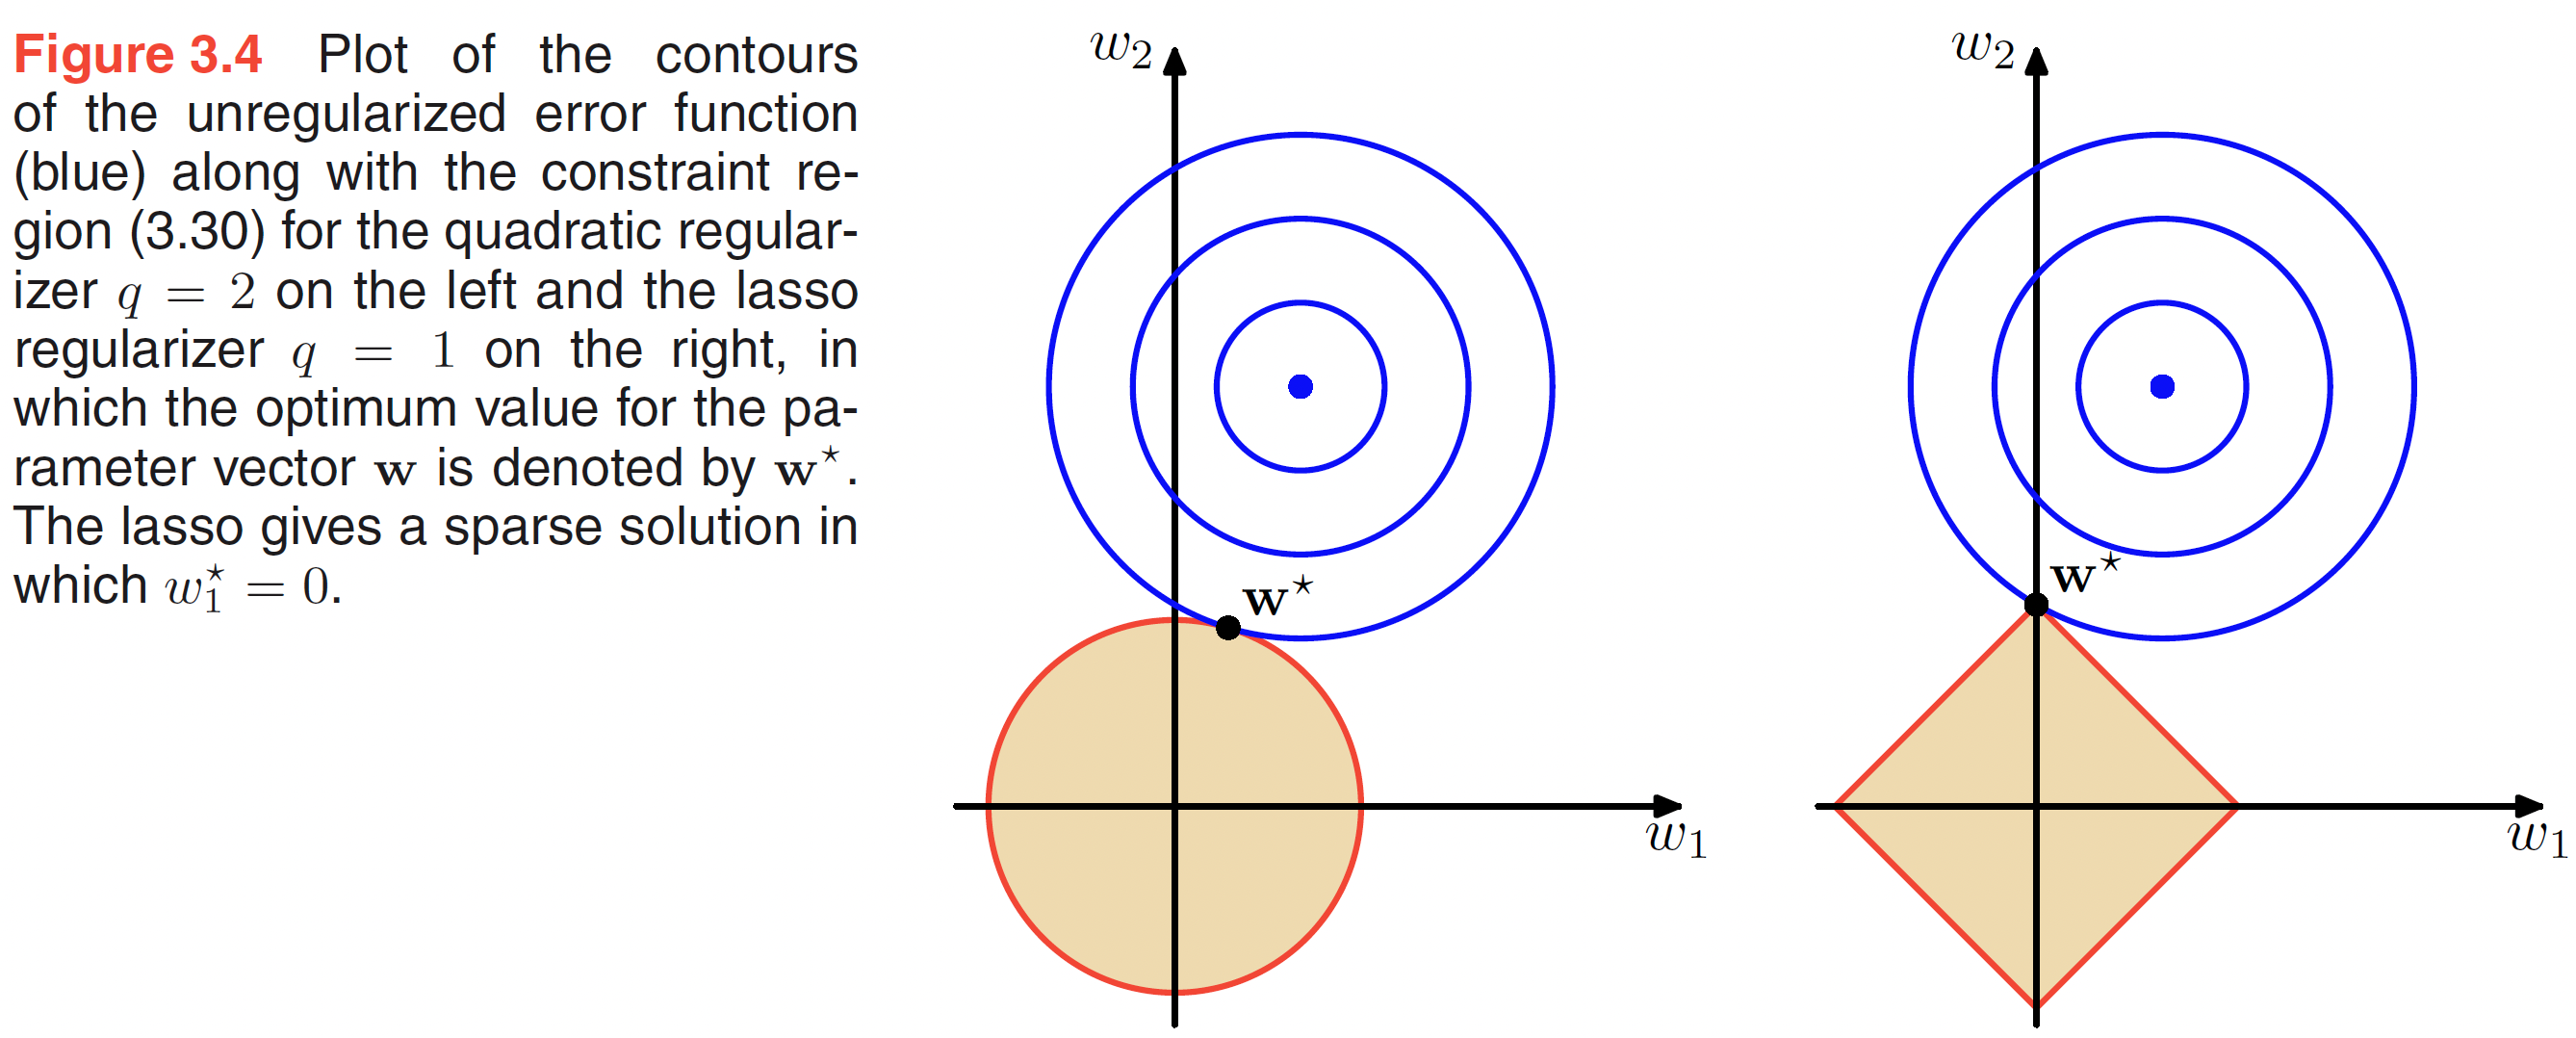 Figure 3.4 Plot of the contours
of the unregularized error function
(blue) along with the constraint re-
gion (3.30) for the quadratic regular-
izer q = 2 on the left and the lasso
regularizer q = 1 on the right, in
which the optimum value for the pa-
rameter vector w is denoted by w⋆.
The lasso gives a sparse solution in
which w₁⋆ = 0.
w₂
w⋆
w₁
w₂
w⋆
w₁